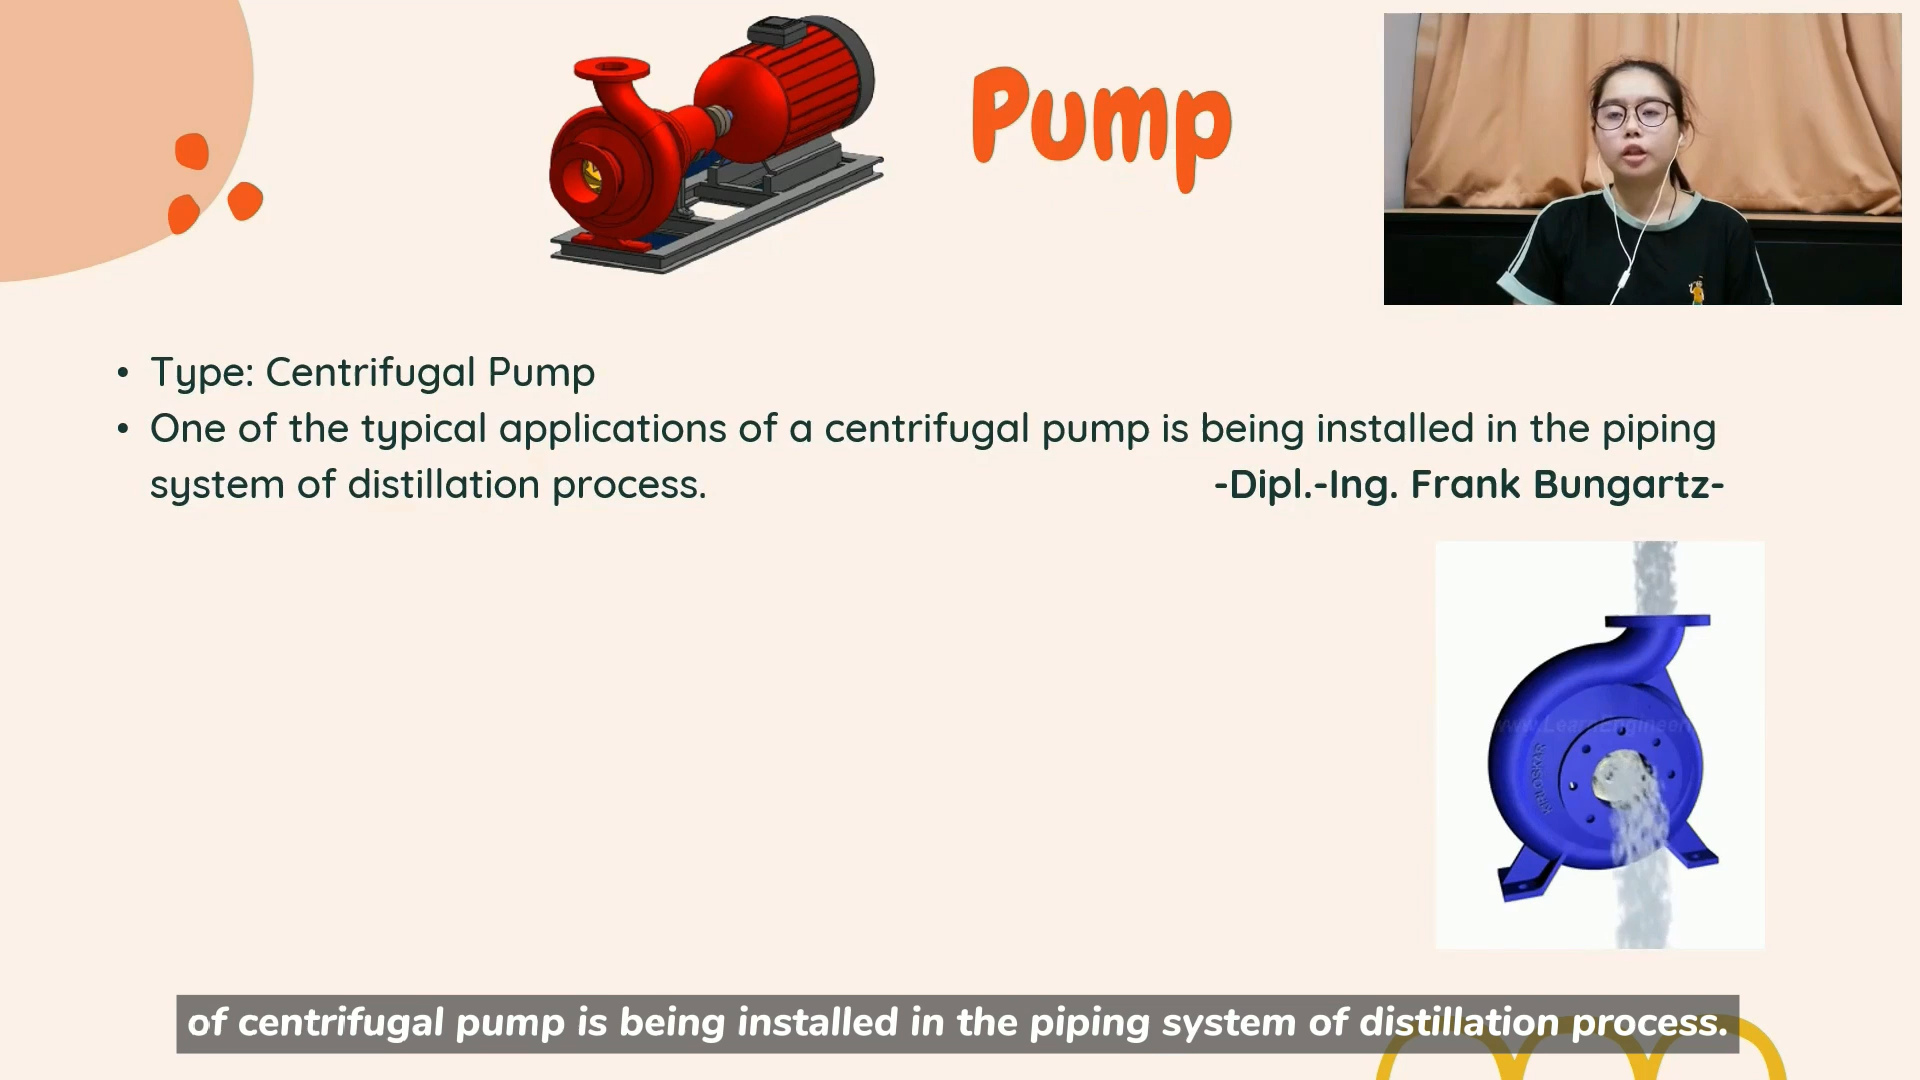 Pump
• Type: Centrifugal Pump
• One of the typical applications of a centrifugal pump is being installed in the piping
system of distillation process.
-Dipl.-Ing. Frank Bungartz-
of centrifugal pump is being installed in the piping system of distillation process.